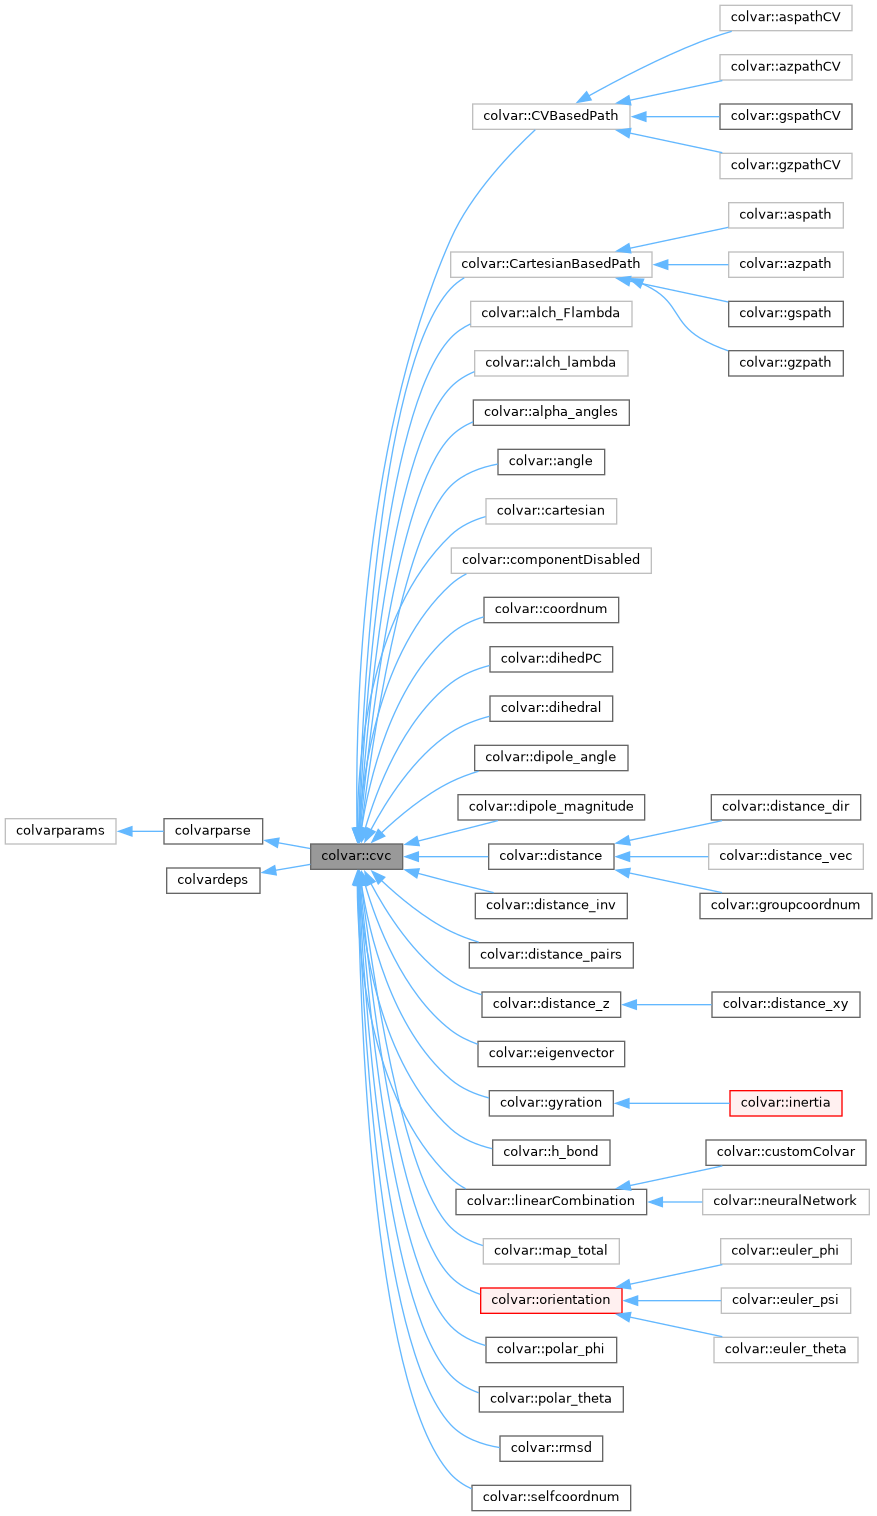 colvar::aspathCV
colvar::azpathCV
colvar::CVBasedPath
colvar::gspathCV
colvar::gzpathCV
colvar::aspath
colvar::CartesianBasedPath
colvar::azpath
colvar::alch_Flambda
colvar::gspath
colvar::alch_lambda
colvar::gzpath
colvar::alpha_angles
colvar::angle
colvar::cartesian
colvar::componentDisabled
colvar::coordnum
colvar::dihedPC
colvar::dihedral
colvar::dipole_angle
colvar::dipole_magnitude
colvar::distance_dir
colvarparams
colvarparse
colvar::cvc
colvar::distance
colvar::distance_vec
colvardeps
colvar::distance_inv
colvar::groupcoordnum
colvar::distance_pairs
colvar::distance_z
colvar::distance_xy
colvar::eigenvector
colvar::gyration
colvar::inertia
colvar::h_bond
colvar::customColvar
colvar::linearCombination
colvar::neuralNetwork
colvar::map_total
colvar::euler_phi
colvar::orientation
colvar::euler_psi
colvar::polar_phi
colvar::euler_theta
colvar::polar_theta
colvar::rmsd
colvar::selfcoordnum